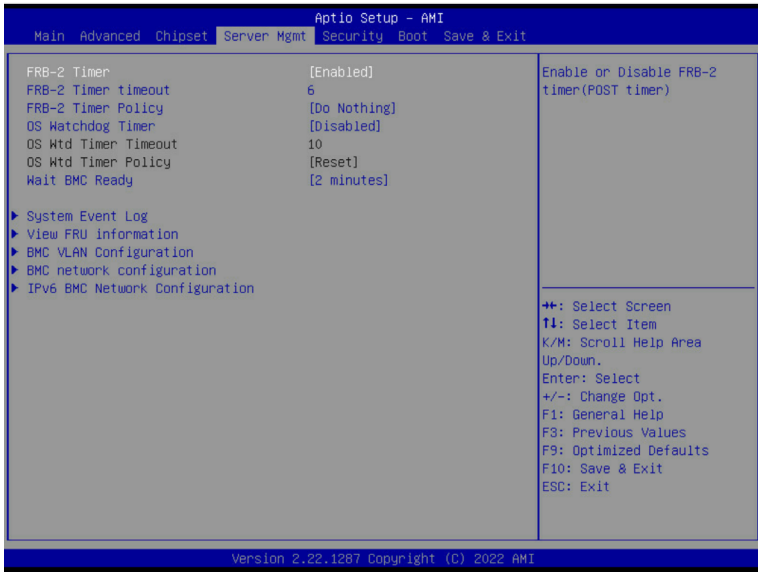 Aptio Setup – AMI
Main Advanced Chipset Server Mgmt Security Boot Save & Exit
FRB-2 Timer [Enabled]
FRB-2 Timer timeout 6
FRB-2 Timer Policy [Do Nothing]
OS Watchdog Timer [Disabled]
OS Wtd Timer Timeout 10
OS Wtd Timer Policy [Reset]
Wait BMC Ready [2 minutes]
System Event Log
View FRU information
BMC VLAN Configuration
BMC network configuration
IPv6 BMC Network Configuration
Enable or Disable FRB-2
timer(POST timer)
→←: Select Screen
↑↓: Select Item
K/M: Scroll Help Area
Up/Down.
Enter: Select
+/-: Change Opt.
F1: General Help
F3: Previous Values
F9: Optimized Defaults
F10: Save & Exit
ESC: Exit
Version 2.22.1287 Copyright (C) 2022 AMI